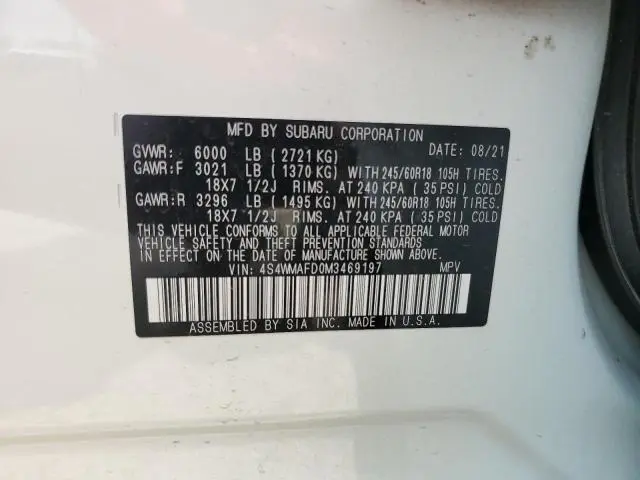 MFD BY SUBARU CORPORATION
GVWR: 6000 LB ( 2721 KG) DATE: 08/21
GAWR:F 3021 LB ( 1370 KG) WITH 245/60R18 105H TIRES.
18X7 1/2J RIMS. AT 240 KPA ( 35 PSI) COLD
GAWR:R 3296 LB ( 1495 KG) WITH 245/60R18 105H TIRES.
18X7 1/2J RIMS. AT 240 KPA ( 35 PSI) COLD
THIS VEHICLE CONFORMS TO ALL APPLICABLE FEDERAL MOTOR
VEHICLE SAFETY AND THEFT PREVENTION STANDARDS
IN EFFECT ON THE DATE OF MANUFACTURE SHOWN ABOVE.
VIN: 4S4WMAFD0M3469197 MPV
ASSEMBLED BY SIA INC. MADE IN U.S.A.